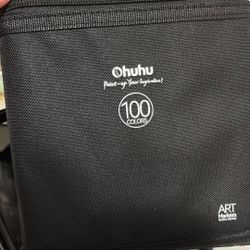 Ohuhu
Paint-up Your Inspiration!
100
COLORS
ART
Markers